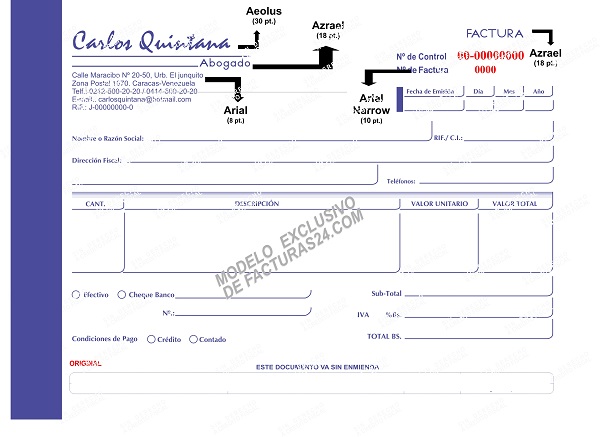 Aeolus
(30 pt.)
Azrael
(18 pt.)
FACTURA
Carlos Quintana
Abogado
Nº de Control 00-00000000
Nº de Factura 0000
Azrael
(18 pt.)
Calle Maracibo Nº 20-50, Urb. El junquito
Zona Postal 1070. Caracas-Venezuela
Telf.: 0212-500-20-20 / 0414-500-20-20
E-mail.: carlosquintana@hotmail.com
RIF.: J-00000000-0
Arial
(8 pt.)
Ariel
Narrow
(10 pt.)
Fecha de Emisión Día Mes Año
Nombre o Razón Social: RIF./ C.I.:
Dirección Fiscal:
Teléfonos:
CANT. DESCRIPCIÓN VALOR UNITARIO VALOR TOTAL
MODELO EXCLUSIVO
DE FACTURAS24.COM
Efectivo Cheque Banco
Sub-Total
Nº.:
IVA %Bs.
Condiciones de Pago Crédito Contado
TOTAL BS.
ORIGINAL
ESTE DOCUMENTO VA SIN ENMIENDA